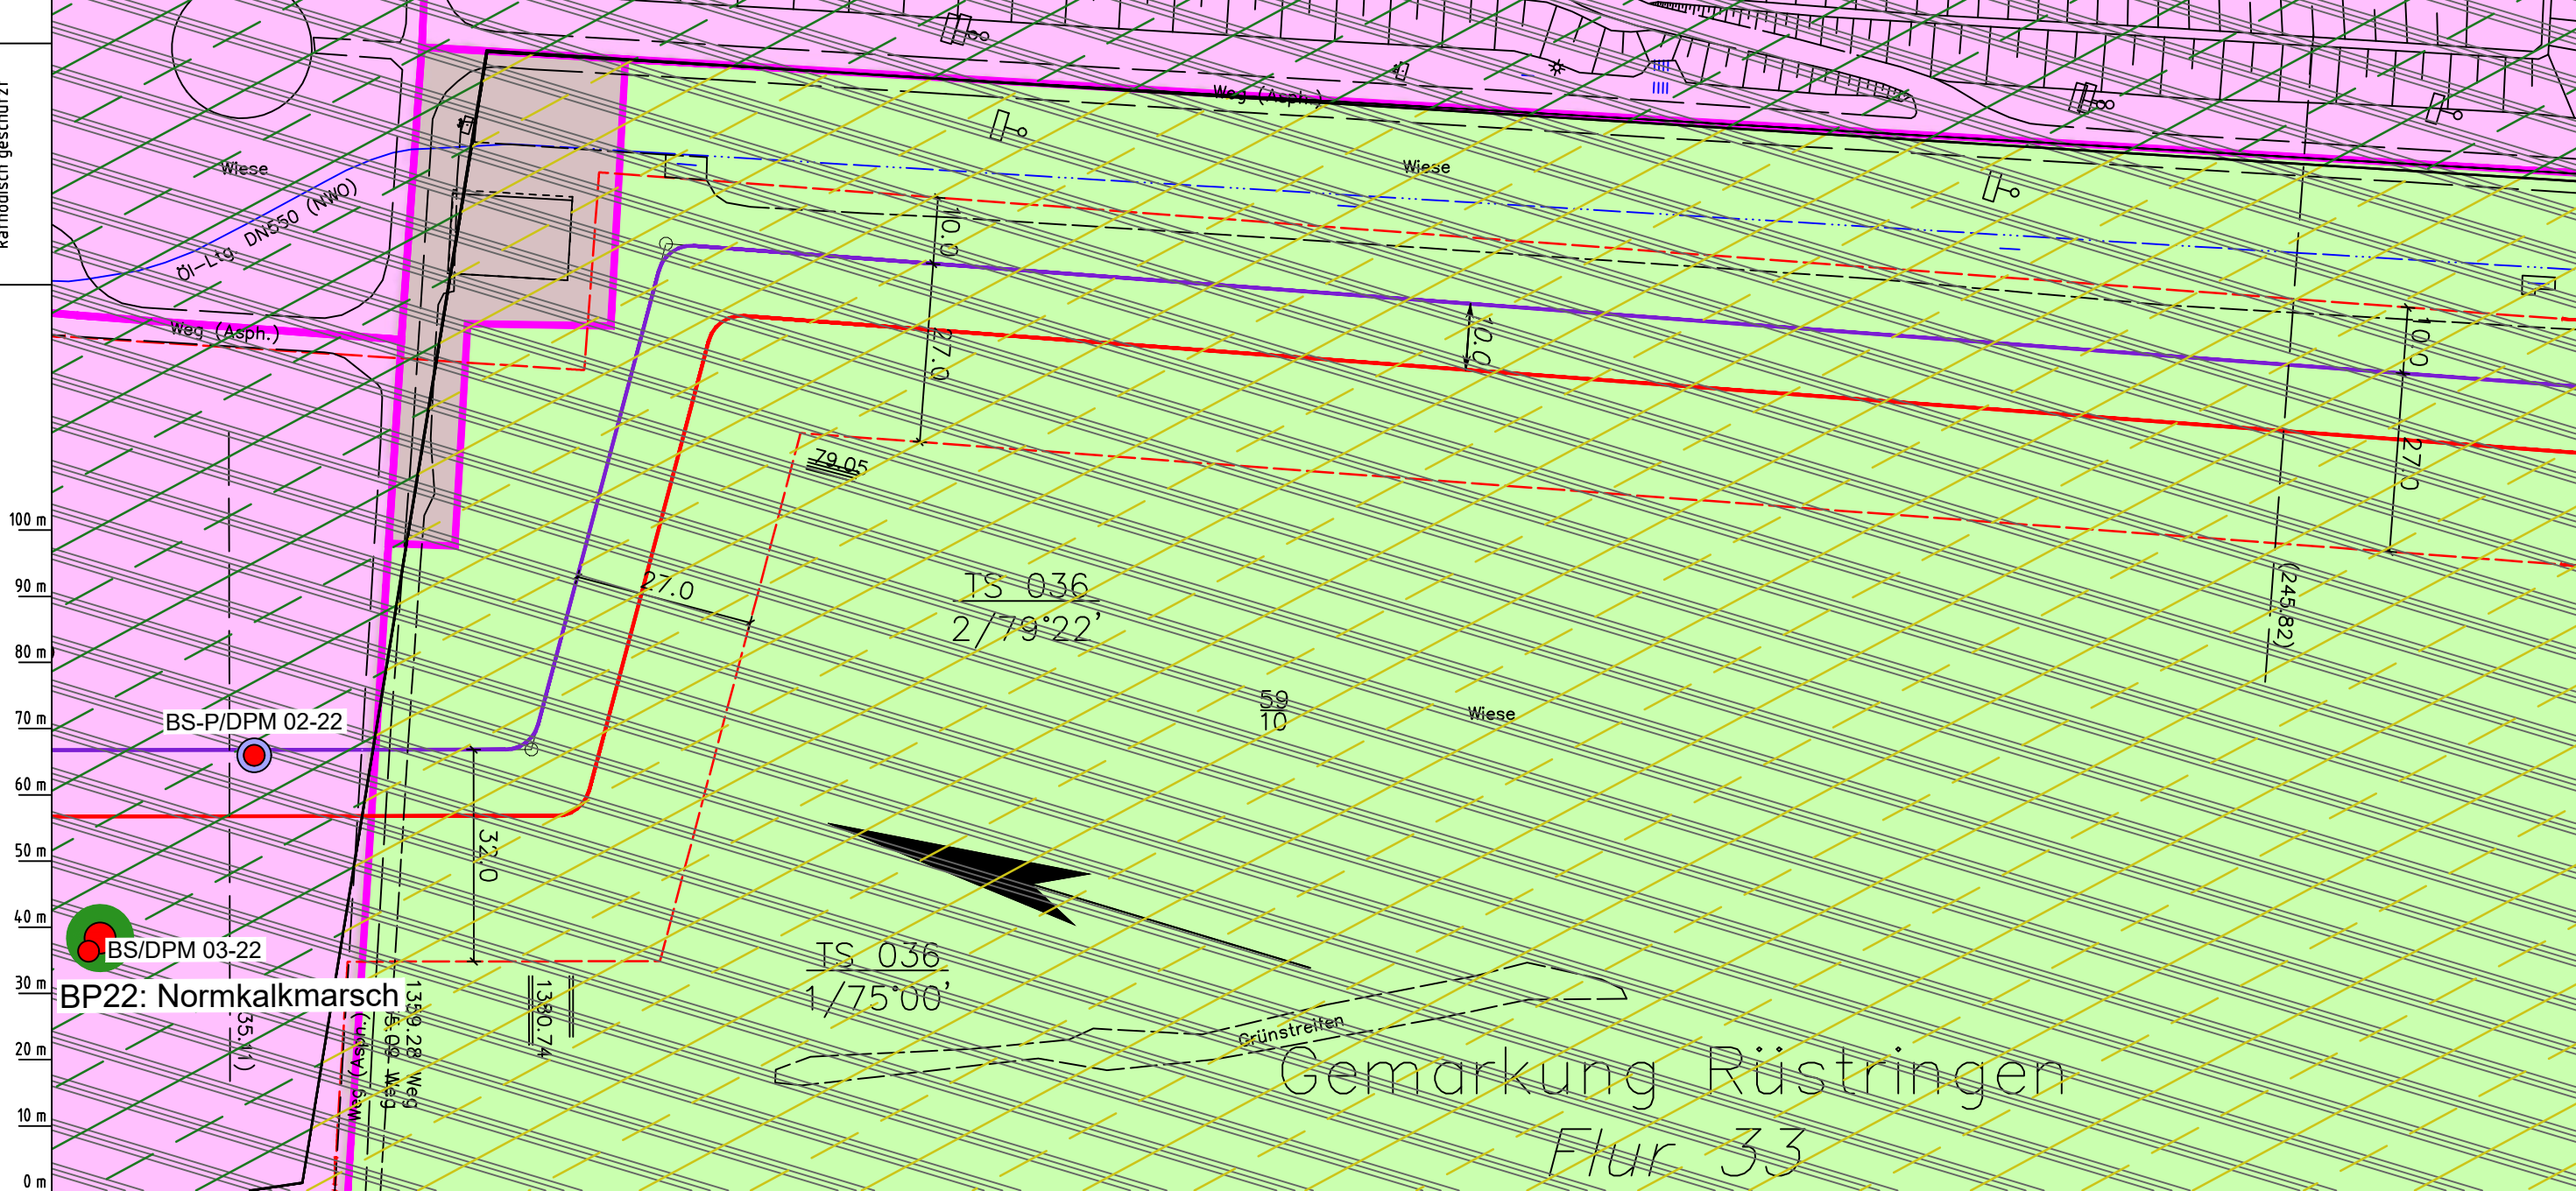 Weg (Asph.)
Wiese
Wiese
Öl-Ltg. DN550 (NWO)
10.0
Weg (Asph.)
27.0
10.0
10.0
27.0
79.05
100 m
90 m
80 m
70 m
60 m
50 m
40 m
30 m
20 m
10 m
0 m
27.0
TS 036
2/79°22'
(245.82)
59
10
Wiese
BS-P/DPM 02-22
32.0
BS/DPM 03-22
BP22: Normkalkmarsch
TS 036
1/75°00'
1359.28 Weg
Weg
1380.74
Weg (Asph.)
Grünstreifen
Gemarkung Rüstringen
Flur 33